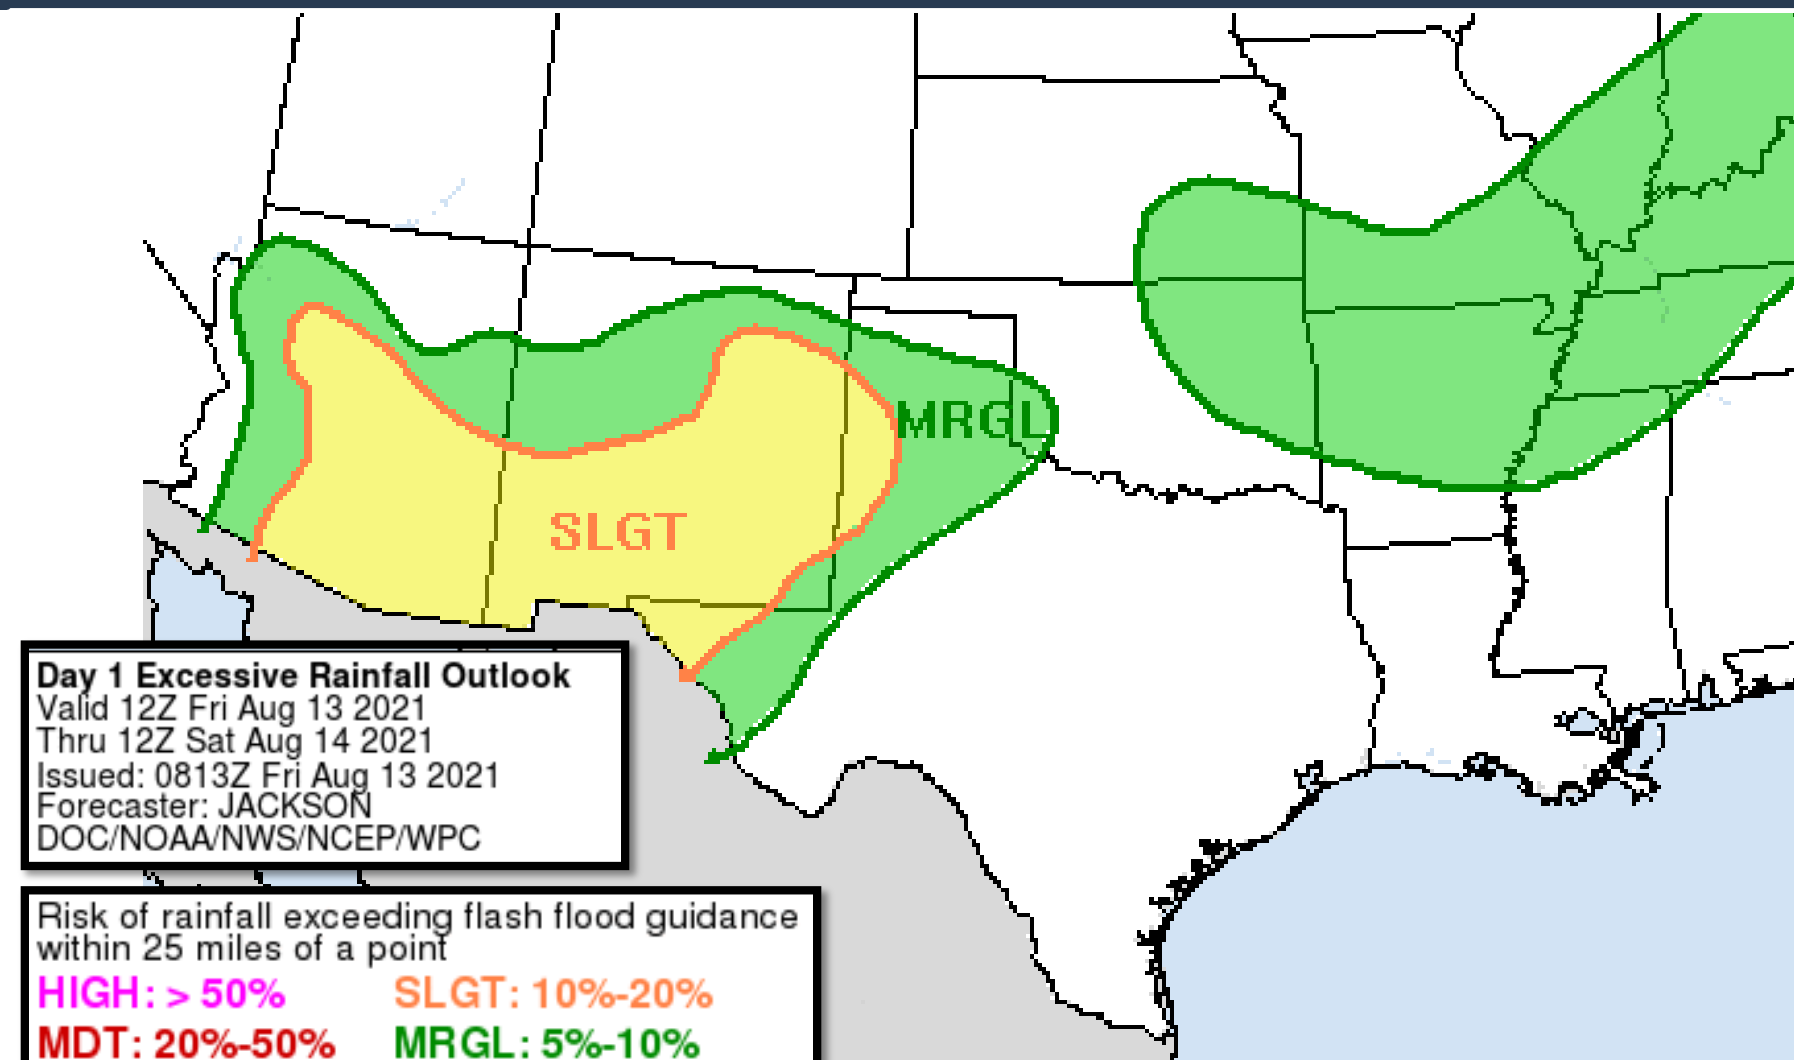 MRGL
SLGT
Day 1 Excessive Rainfall Outlook
Valid 12Z Fri Aug 13 2021
Thru 12Z Sat Aug 14 2021
Issued: 0813Z Fri Aug 13 2021
Forecaster: JACKSON
DOC/NOAA/NWS/NCEP/WPC
Risk of rainfall exceeding flash flood guidance
within 25 miles of a point
HIGH: > 50% SLGT: 10%-20%
MDT: 20%-50% MRGL: 5%-10%